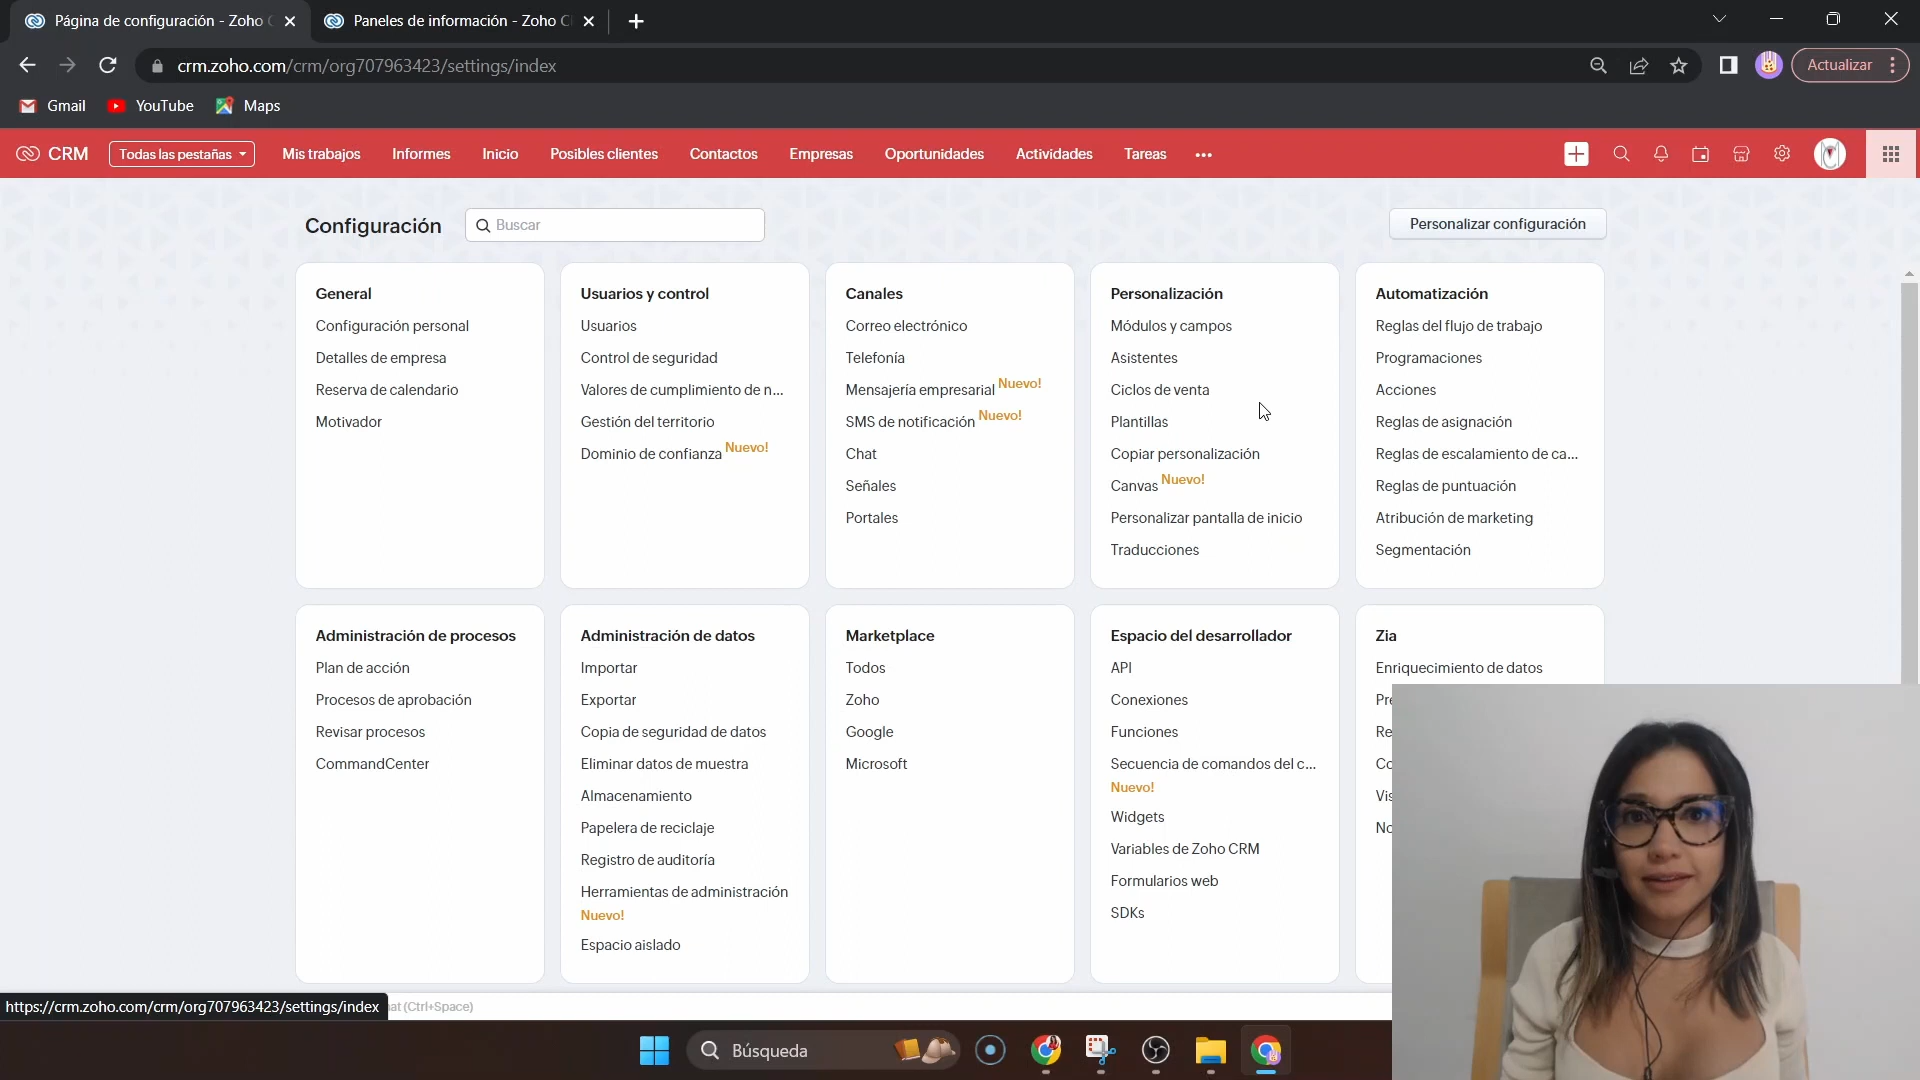 Página de configuración - Zoho
Paneles de información - Zoho C
crm.zoho.com/crm/org707963423/settings/index
Actualizar
Gmail
YouTube
Maps
CRM
Todas las pestañas
Mis trabajos
Informes
Inicio
Posibles clientes
Contactos
Empresas
Oportunidades
Actividades
Tareas
Configuración
Buscar
Personalizar configuración
General
Configuración personal
Detalles de empresa
Reserva de calendario
Motivador
Usuarios y control
Usuarios
Control de seguridad
Valores de cumplimiento de n...
Gestión del territorio
Dominio de confianza Nuevo!
Canales
Correo electrónico
Telefonía
Mensajería empresarial Nuevo!
SMS de notificación Nuevo!
Chat
Señales
Portales
Personalización
Módulos y campos
Asistentes
Ciclos de venta
Plantillas
Copiar personalización
Canvas Nuevo!
Personalizar pantalla de inicio
Traducciones
Automatización
Reglas del flujo de trabajo
Programaciones
Acciones
Reglas de asignación
Reglas de escalamiento de ca...
Reglas de puntuación
Atribución de marketing
Segmentación
Administración de procesos
Plan de acción
Procesos de aprobación
Revisar procesos
CommandCenter
Administración de datos
Importar
Exportar
Copia de seguridad de datos
Eliminar datos de muestra
Almacenamiento
Papelera de reciclaje
Registro de auditoría
Herramientas de administración
Nuevo!
Espacio aislado
Marketplace
Todos
Zoho
Google
Microsoft
Espacio del desarrollador
API
Conexiones
Funciones
Secuencia de comandos del c...
Nuevo!
Widgets
Variables de Zoho CRM
Formularios web
SDKs
Zia
Enriquecimiento de datos
https://crm.zoho.com/crm/org707963423/settings/index
(Ctrl+Space)
Búsqueda